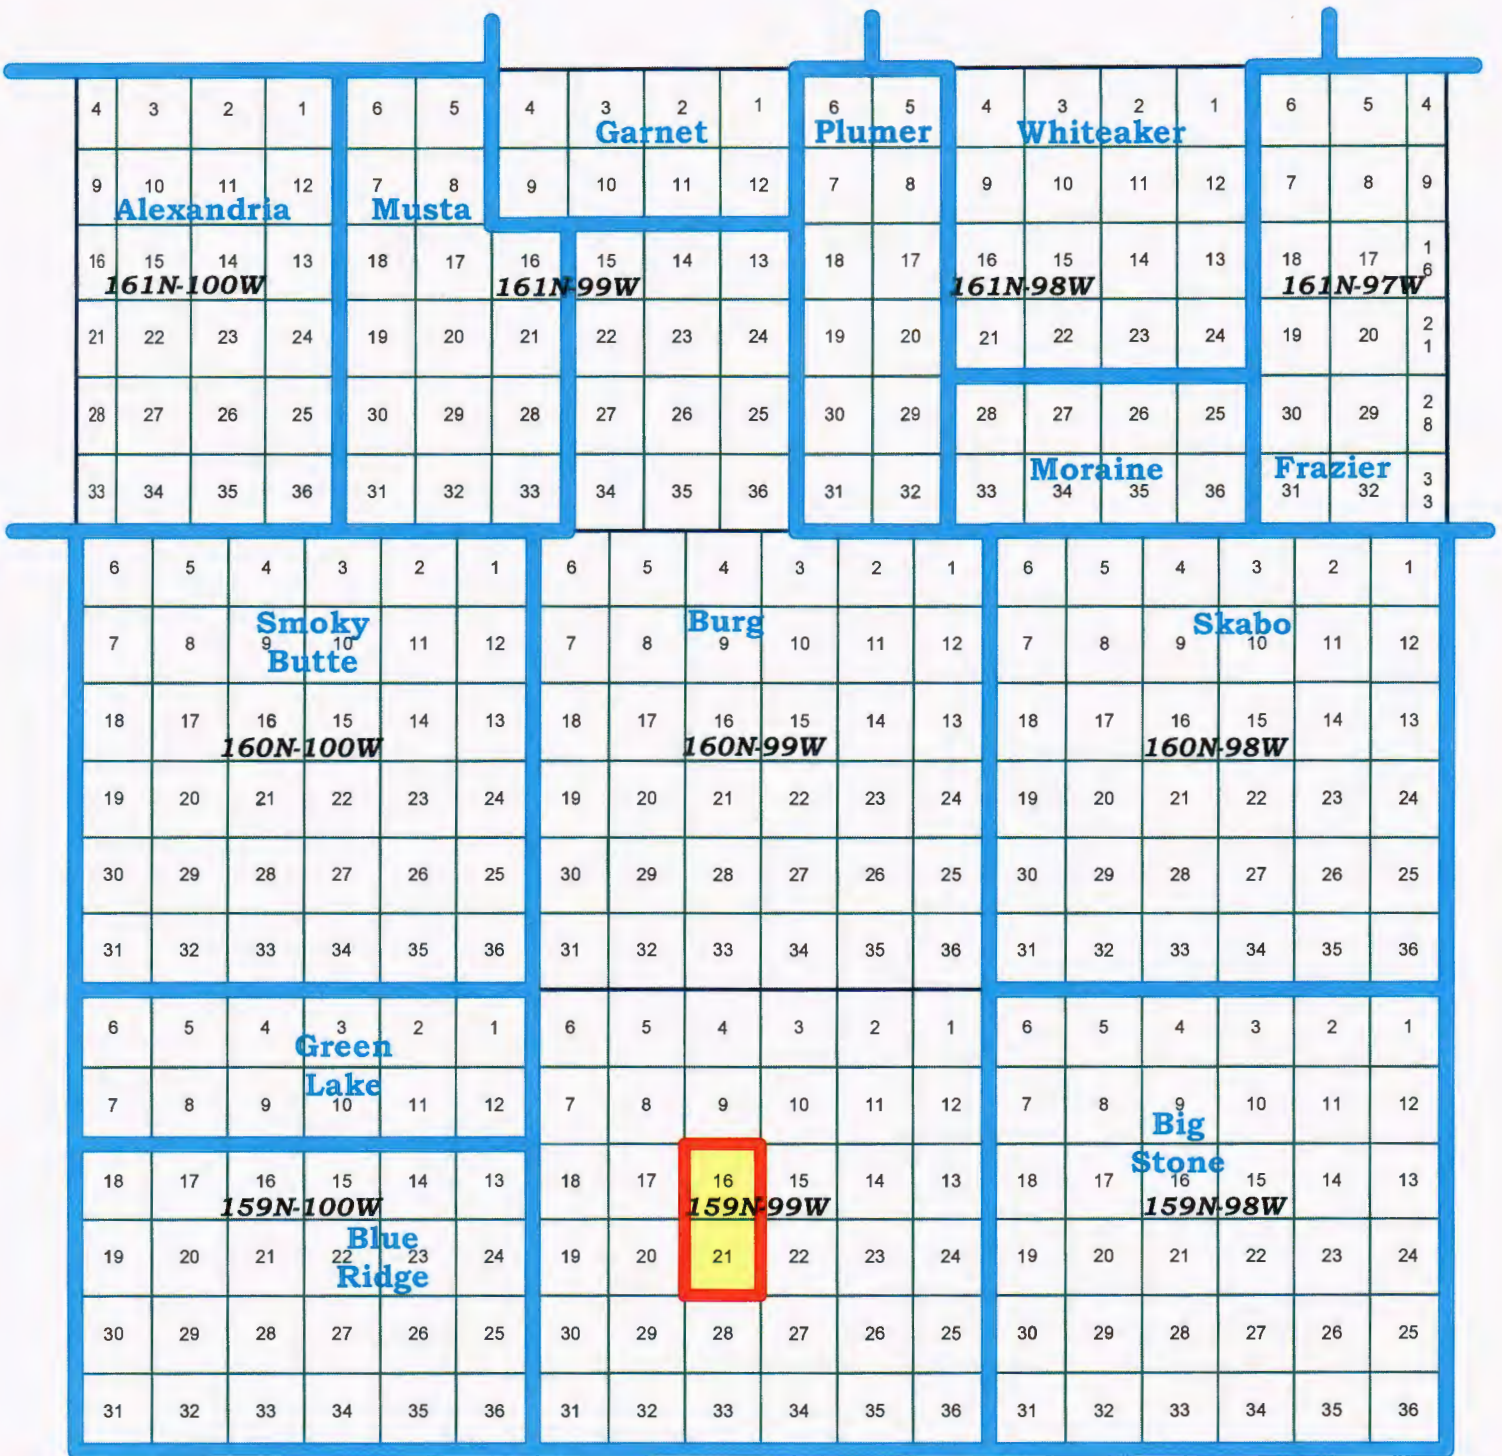 4 3 2 1 6 5 4 3 2 1 6 5 4 3 2 1 6 5 4
Garnet Plumer Whiteaker
9 10 11 12 7 8 9 10 11 12 7 8 9 10 11 12 7 8 9
Alexandria Musta
16 15 14 13 18 17 16 15 14 13 18 17 16 15 14 13 18 17 16
161N-100W 161N-99W 161N-98W 161N-97W
21 22 23 24 19 20 21 22 23 24 19 20 21 22 23 24 19 20 21
28 27 26 25 30 29 28 27 26 25 30 29 28 27 26 25 30 29 28
Moraine Frazier
33 34 35 36 31 32 33 34 35 36 31 32 33 34 35 36 31 32 33
6 5 4 3 2 1 6 5 4 3 2 1 6 5 4 3 2 1
Smoky Burg Skabo
7 8 9 10 11 12 7 8 9 10 11 12 7 8 9 10 11 12
Butte
18 17 16 15 14 13 18 17 16 15 14 13 18 17 16 15 14 13
160N-100W 160N-99W 160N-98W
19 20 21 22 23 24 19 20 21 22 23 24 19 20 21 22 23 24
30 29 28 27 26 25 30 29 28 27 26 25 30 29 28 27 26 25
31 32 33 34 35 36 31 32 33 34 35 36 31 32 33 34 35 36
6 5 4 3 2 1 6 5 4 3 2 1 6 5 4 3 2 1
Green
Lake
7 8 9 10 11 12 7 8 9 10 11 12 7 8 9 10 11 12
Big
Stone
18 17 16 15 14 13 18 17 16 15 14 13 18 17 16 15 14 13
159N-100W 159N-99W 159N-98W
Blue
19 20 21 22 23 24 19 20 21 22 23 24 19 20 21 22 23 24
Ridge
30 29 28 27 26 25 30 29 28 27 26 25 30 29 28 27 26 25
31 32 33 34 35 36 31 32 33 34 35 36 31 32 33 34 35 36